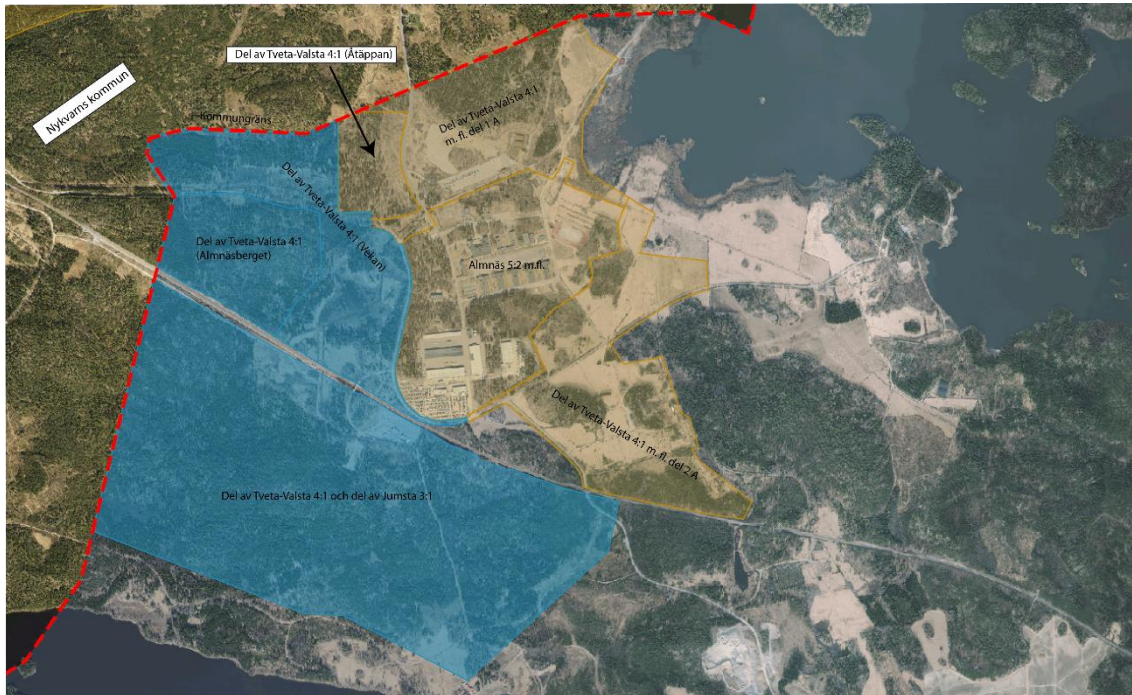 Del av Tveta-Valsta 4:1 (Åtäppan)
Nykvarns kommun
Kommungräns
Del av Tveta-Valsta 4:1
m. fl. del 1 A
Del av Tveta-Valsta 4:1 (Vekan)
Del av Tveta-Valsta 4:1
(Almnäsberget)
Almnäs 5:2 m.fl.
Del av Tveta-Valsta 4:1 m. fl. del 2 A
Del av Tveta-Valsta 4:1 och del av Jumsta 3:1